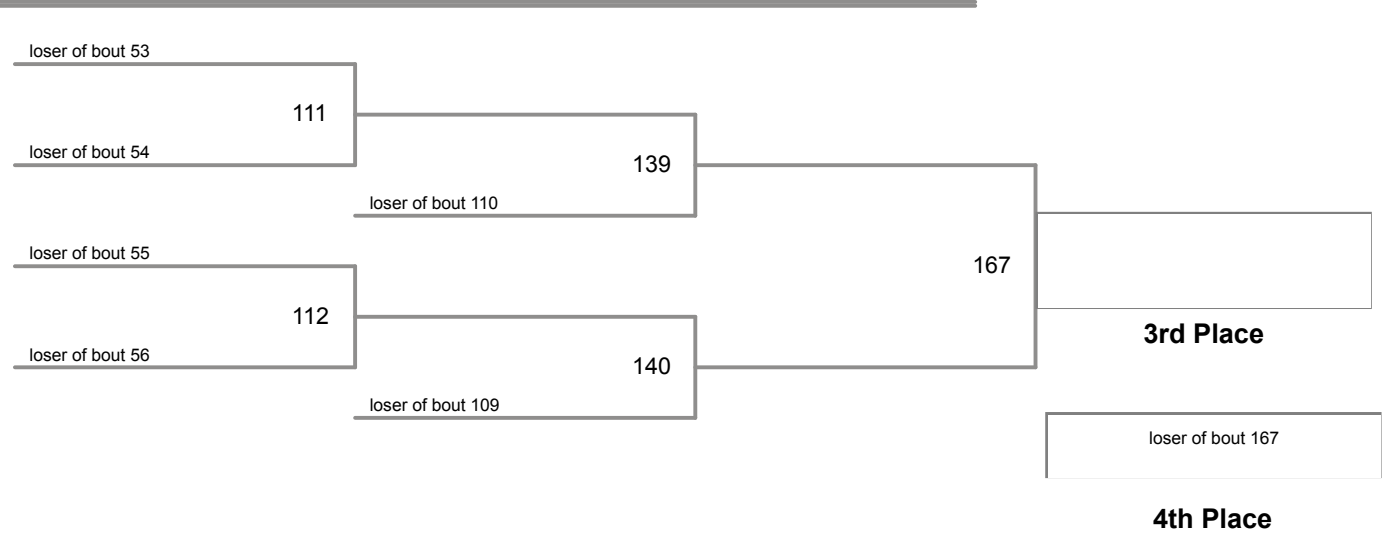 loser of bout 53
111
loser of bout 54
139
loser of bout 110
loser of bout 55
167
112
3rd Place
loser of bout 56
140
loser of bout 109
loser of bout 167
4th Place